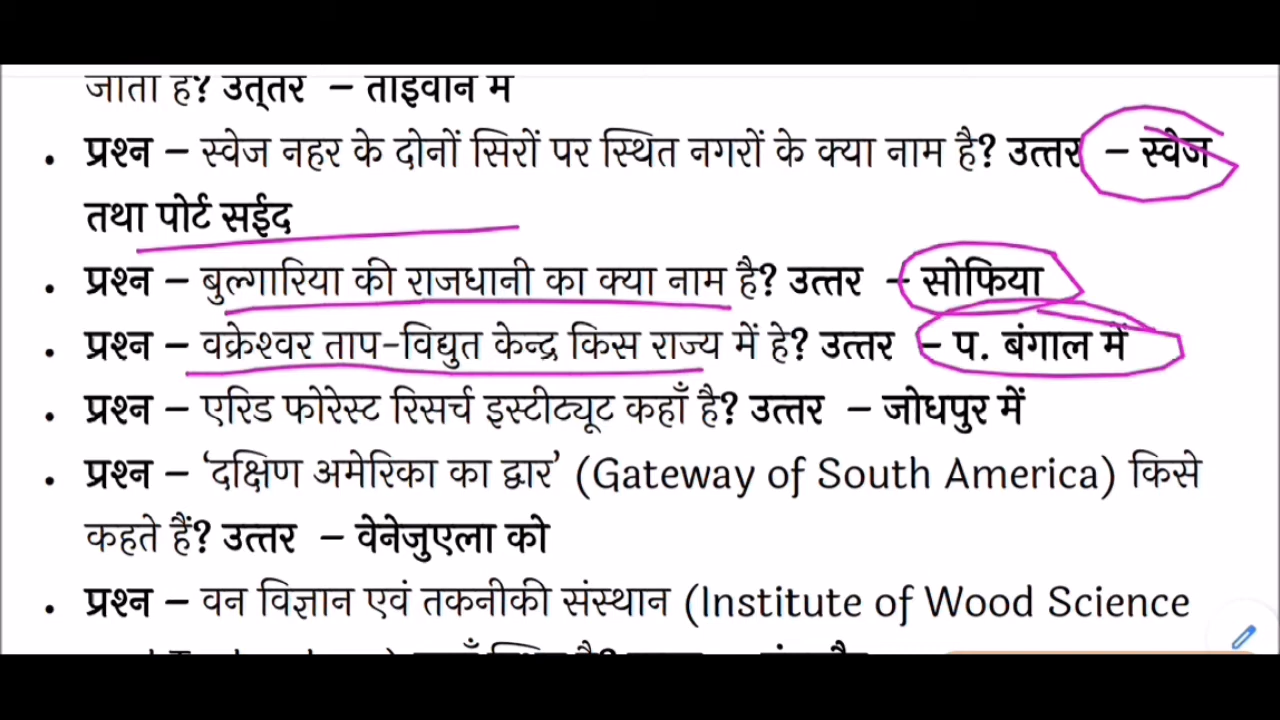 जाता है? उत्तर – ताइवान में
• प्रश्न – स्वेज नहर के दोनों सिरों पर स्थित नगरों के क्या नाम है? उत्तर – स्वेज
तथा पोर्ट सईद
• प्रश्न – बुल्गारिया की राजधानी का क्या नाम है? उत्तर – सोफिया
• प्रश्न – वक्रेश्वर ताप-विद्युत केन्द्र किस राज्य में हे? उत्तर – प. बंगाल में
• प्रश्न – एरिड फोरेस्ट रिसर्च इस्टीट्यूट कहाँ है? उत्तर – जोधपुर में
• प्रश्न – ‘दक्षिण अमेरिका का द्वार’ (Gateway of South America) किसे
कहते हैं? उत्तर – वेनेजुएला को
• प्रश्न – वन विज्ञान एवं तकनीकी संस्थान (Institute of Wood Science